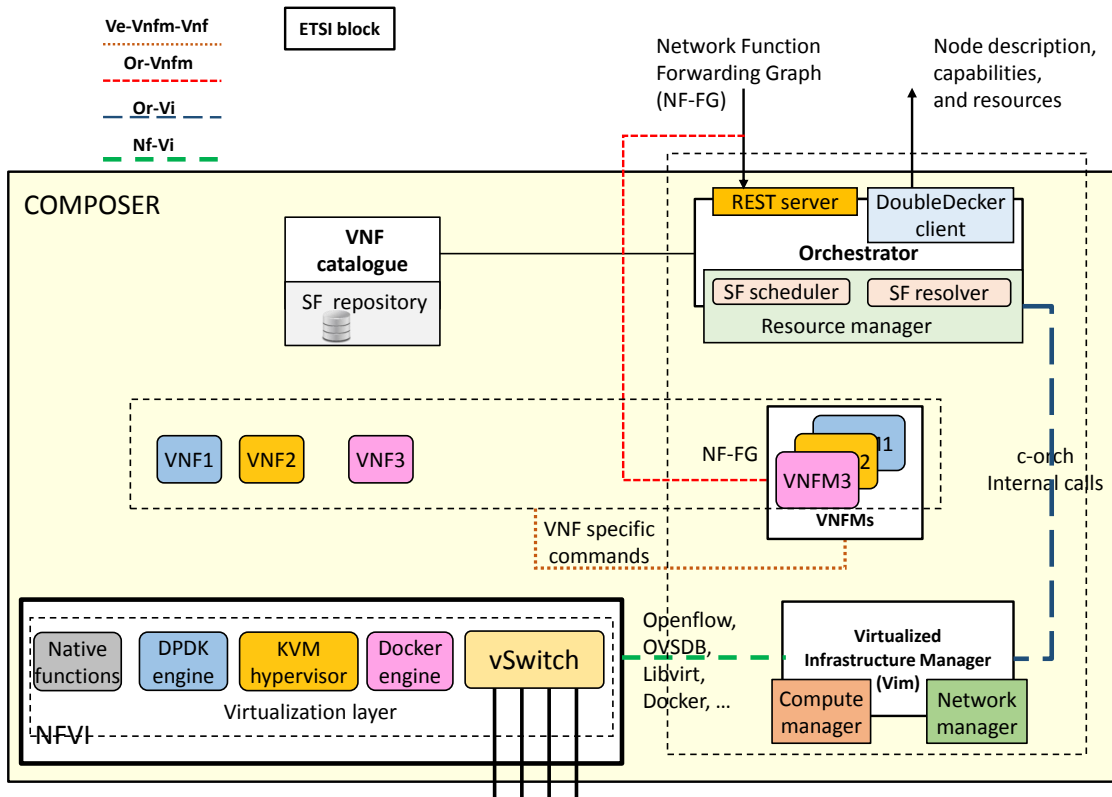 Ve-Vnfm-Vnf
Or-Vnfm
Or-Vi
Nf-Vi
ETSI block
Network Function
Forwarding Graph
(NF-FG)
Node description,
capabilities,
and resources
COMPOSER
VNF
catalogue
SF repository
REST server
DoubleDecker
client
Orchestrator
SF scheduler
SF resolver
Resource manager
VNF1
VNF2
VNF3
NF-FG
1
2
VNFM3
VNFMs
c-orch
Internal calls
VNF specific
commands
Native
functions
DPDK
engine
KVM
hypervisor
Docker
engine
vSwitch
Virtualization layer
NFVI
Openflow,
OVSDB,
Libvirt,
Docker, ...
Virtualized
Infrastructure Manager
(Vim)
Compute
manager
Network
manager